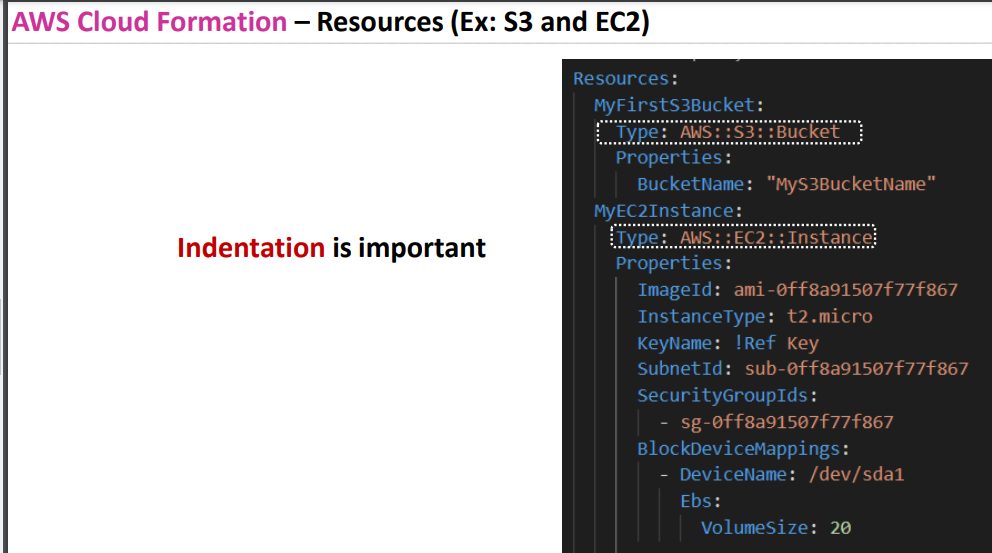 AWS Cloud Formation – Resources (Ex: S3 and EC2)
Indentation is important
Resources:
MyFirstS3Bucket:
Type: AWS::S3::Bucket
Properties:
BucketName: "MyS3BucketName"
MyEC2Instance:
Type: AWS::EC2::Instance
Properties:
ImageId: ami-0ff8a91507f77f867
InstanceType: t2.micro
KeyName: !Ref Key
SubnetId: sub-0ff8a91507f77f867
SecurityGroupIds:
- sg-0ff8a91507f77f867
BlockDeviceMappings:
- DeviceName: /dev/sda1
Ebs:
VolumeSize: 20